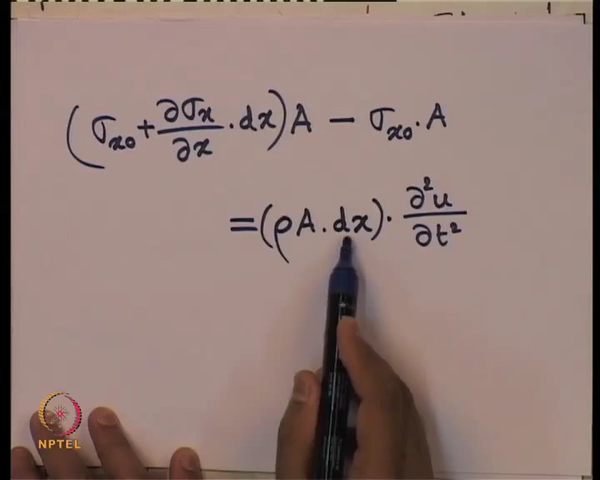 (σₓ₀ + ∂σₓ/∂x . dx) A − σₓ₀ . A
= (ρA . dx) . ∂²u/∂t²
NPTEL